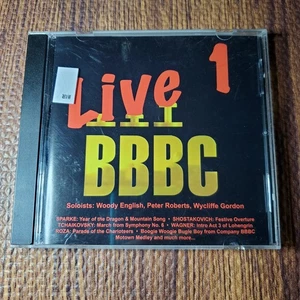 Live 1
III
BBBC
Soloists: Woody English, Peter Roberts, Wycliffe Gordon
SPARKE: Year of the Dragon & Mountain Song • SHOSTAKOVICH: Festive Overture
TCHAIKOVSKY: March from Symphony No. 6 • WAGNER: Intro Act 3 of Lohengrin
ROZA: Parade of the Charioteers • Boogie Woogie Bugle Boy from Company BBBC
Motown Medley and much more...